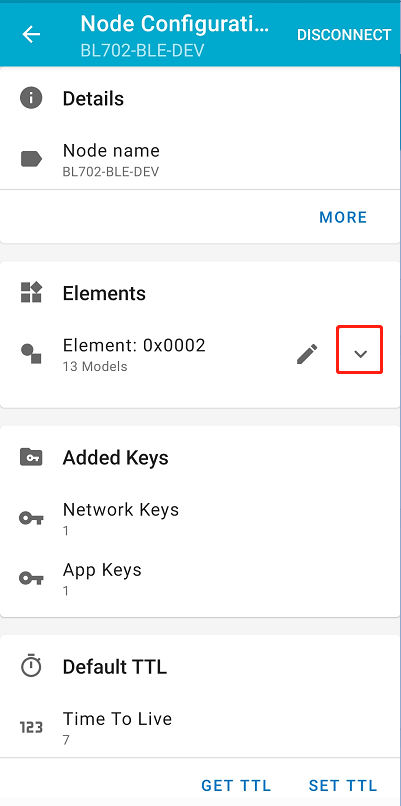 Node Configurati...
BL702-BLE-DEV
DISCONNECT
Details
Node name
BL702-BLE-DEV
MORE
Elements
Element: 0x0002
13 Models
Added Keys
Network Keys
1
App Keys
1
Default TTL
123
Time To Live
7
GET TTL
SET TTL